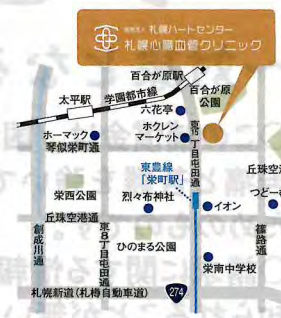 医療法人 札幌ハートセンター
札幌心臓血管クリニック
百合が原駅
百合が原
公園
太平駅
学園都市線
六花亭
ホーマック
ホクレン
マーケット
琴似栄町通
東15丁目屯田通
東豊線
「栄町駅」
丘珠空
栄西公園
烈々布神社
イオン
つどーむ
丘珠空港通
創成川通
東8丁目屯田通
ひのまる公園
篠路通
栄南中学校
札幌新道(札樽自動車道)
274